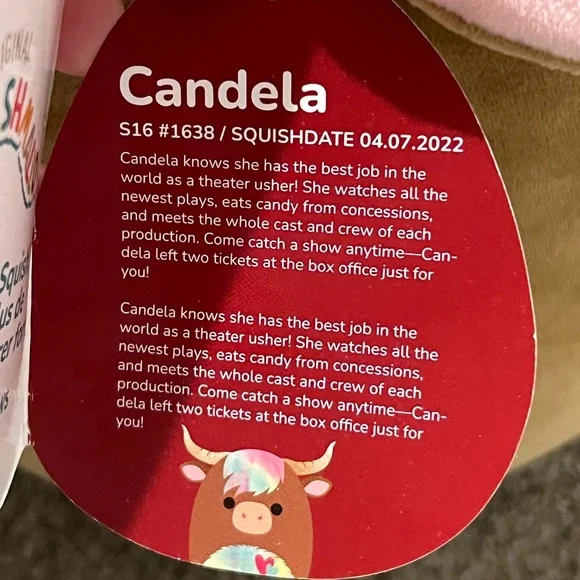 Candela
S16 #1638 / SQUISHDATE 04.07.2022
Candela knows she has the best job in the
world as a theater usher! She watches all the
newest plays, eats candy from concessions,
and meets the whole cast and crew of each
production. Come catch a show anytime—Can-
dela left two tickets at the box office just for
you!
Candela knows she has the best job in the
world as a theater usher! She watches all the
newest plays, eats candy from concessions,
and meets the whole cast and crew of each
production. Come catch a show anytime—Can-
dela left two tickets at the box office just for
you!